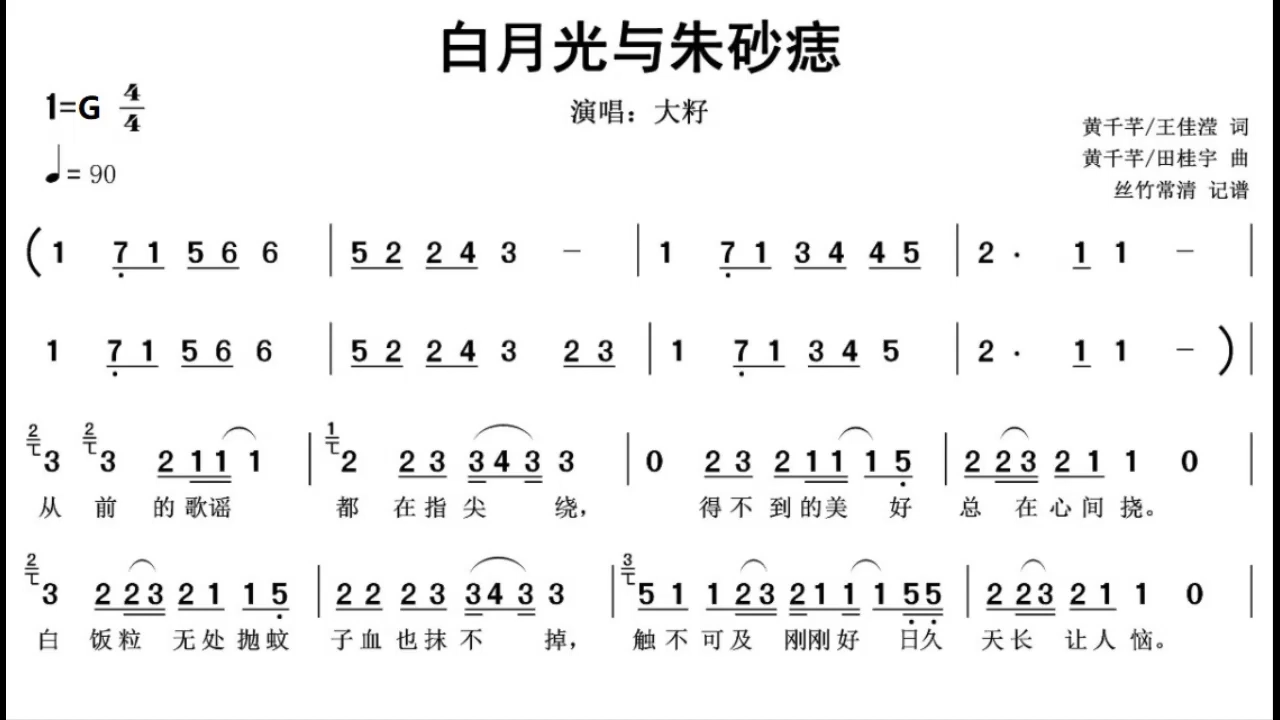 白月光与朱砂痣
1=G 4/4
演唱：大籽
黄千芊/王佳滢 词
♩= 90
黄千芊/田桂宇 曲
丝竹常清 记谱
( 1 7 1 5 6 6 | 5 2 2 4 3 － | 1 7 1 3 4 4 5 | 2 · 1 1 － |
1 7 1 5 6 6 | 5 2 2 4 3 2 3 | 1 7 1 3 4 5 | 2 · 1 1 － ) |
2 3 2 3 2 1 1 1 | 1 2 2 3 3 4 3 3 | 0 2 3 2 1 1 1 5 | 2 2 3 2 1 1 0 |
从 前 的 歌谣 都 在 指 尖 绕， 得 不 到 的 美 好 总 在 心 间 挠。
2 3 2 2 3 2 1 1 5 | 2 2 2 3 3 4 3 3 | 3 5 1 1 2 3 2 1 1 1 5 5 | 2 2 3 2 1 1 0 |
白 饭粒 无处 抛蚊 子血 也抹 不 掉， 触 不 可 及 刚刚好 日久 天长 让人 恼。